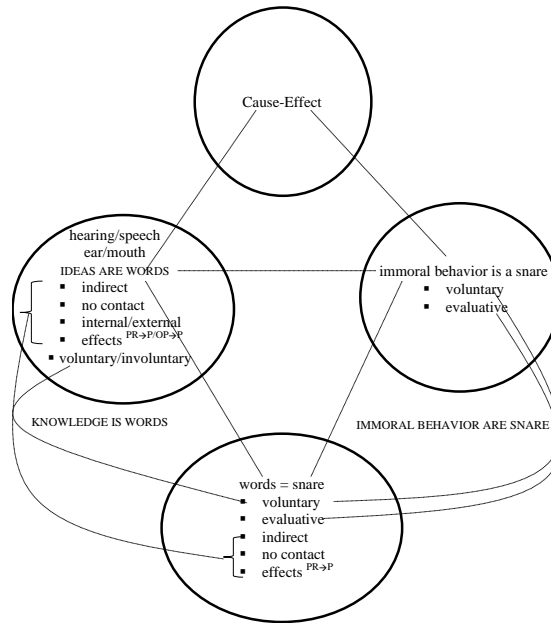 Cause-Effect
hearing/speech
ear/mouth
IDEAS ARE WORDS
▪ indirect
▪ no contact
▪ internal/external
▪ effects PR→P/OP→P
▪ voluntary/involuntary
immoral behavior is a snare
▪ voluntary
▪ evaluative
KNOWLEDGE IS WORDS
IMMORAL BEHAVIOR ARE SNARE
words = snare
▪ voluntary
▪ evaluative
▪ indirect
▪ no contact
▪ effects PR→P